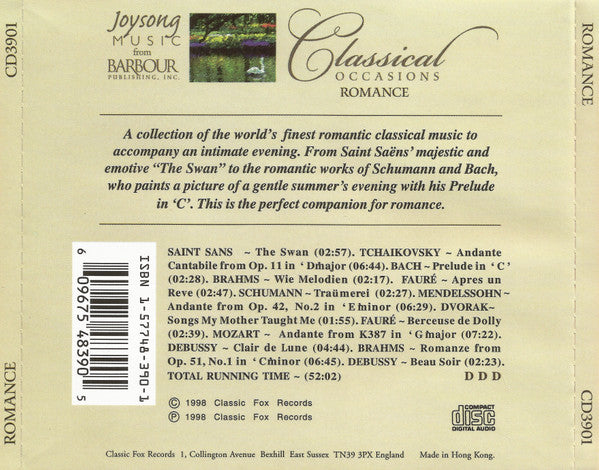 CD3901
ROMANCE
Joysong
MUSIC
from
BARBOUR
PUBLISHING, INC.
Classical
OCCASIONS
ROMANCE
A collection of the world's finest romantic classical music to
accompany an intimate evening. From Saint Saëns' majestic and
emotive "The Swan" to the romantic works of Schumann and Bach,
who paints a picture of a gentle summer's evening with his Prelude
in 'C'. This is the perfect companion for romance.
SAINT SANS ~ The Swan (02:57). TCHAIKOVSKY ~ Andante
Cantabile from Op. 11 in 'D'major (06:44). BACH ~ Prelude in 'C'
(02:28). BRAHMS ~ Wie Melodien (02:17). FAURÉ ~ Apres un
Reve (02:47). SCHUMANN ~ Traümerei (02:27). MENDELSSOHN ~
Andante from Op. 42, No.2 in 'E'minor (06:29). DVORAK ~
Songs My Mother Taught Me (01:55). FAURÉ ~ Berceuse de Dolly
(02:39). MOZART ~ Andante from K387 in 'G'major (07:22).
DEBUSSY ~ Clair de Lune (04:44). BRAHMS ~ Romanze from
Op. 51, No.1 in 'C'minor (06:45). DEBUSSY ~ Beau Soir (02:23).
TOTAL RUNNING TIME ~ (52:02) D D D
ISBN 1-57748-390-1
6 09675 48390 5
© 1998 Classic Fox Records
℗ 1998 Classic Fox Records
COMPACT
disc
DIGITAL AUDIO
Classic Fox Records 1, Collington Avenue Bexhill East Sussex TN39 3PX England Made in Hong Kong.
ROMANCE
CD3901